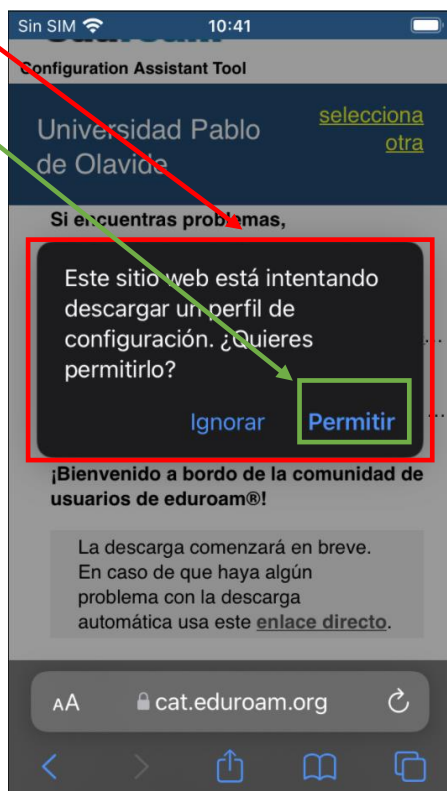 Sin SIM 10:41
Configuration Assistant Tool
Universidad Pablo
de Olavide
selecciona
otra
Si encuentras problemas,
Este sitio web está intentando
descargar un perfil de
configuración. ¿Quieres
permitirlo?
Ignorar Permitir
¡Bienvenido a bordo de la comunidad de
usuarios de eduroam®!
La descarga comenzará en breve.
En caso de que haya algún
problema con la descarga
automática usa este enlace directo.
AA cat.eduroam.org